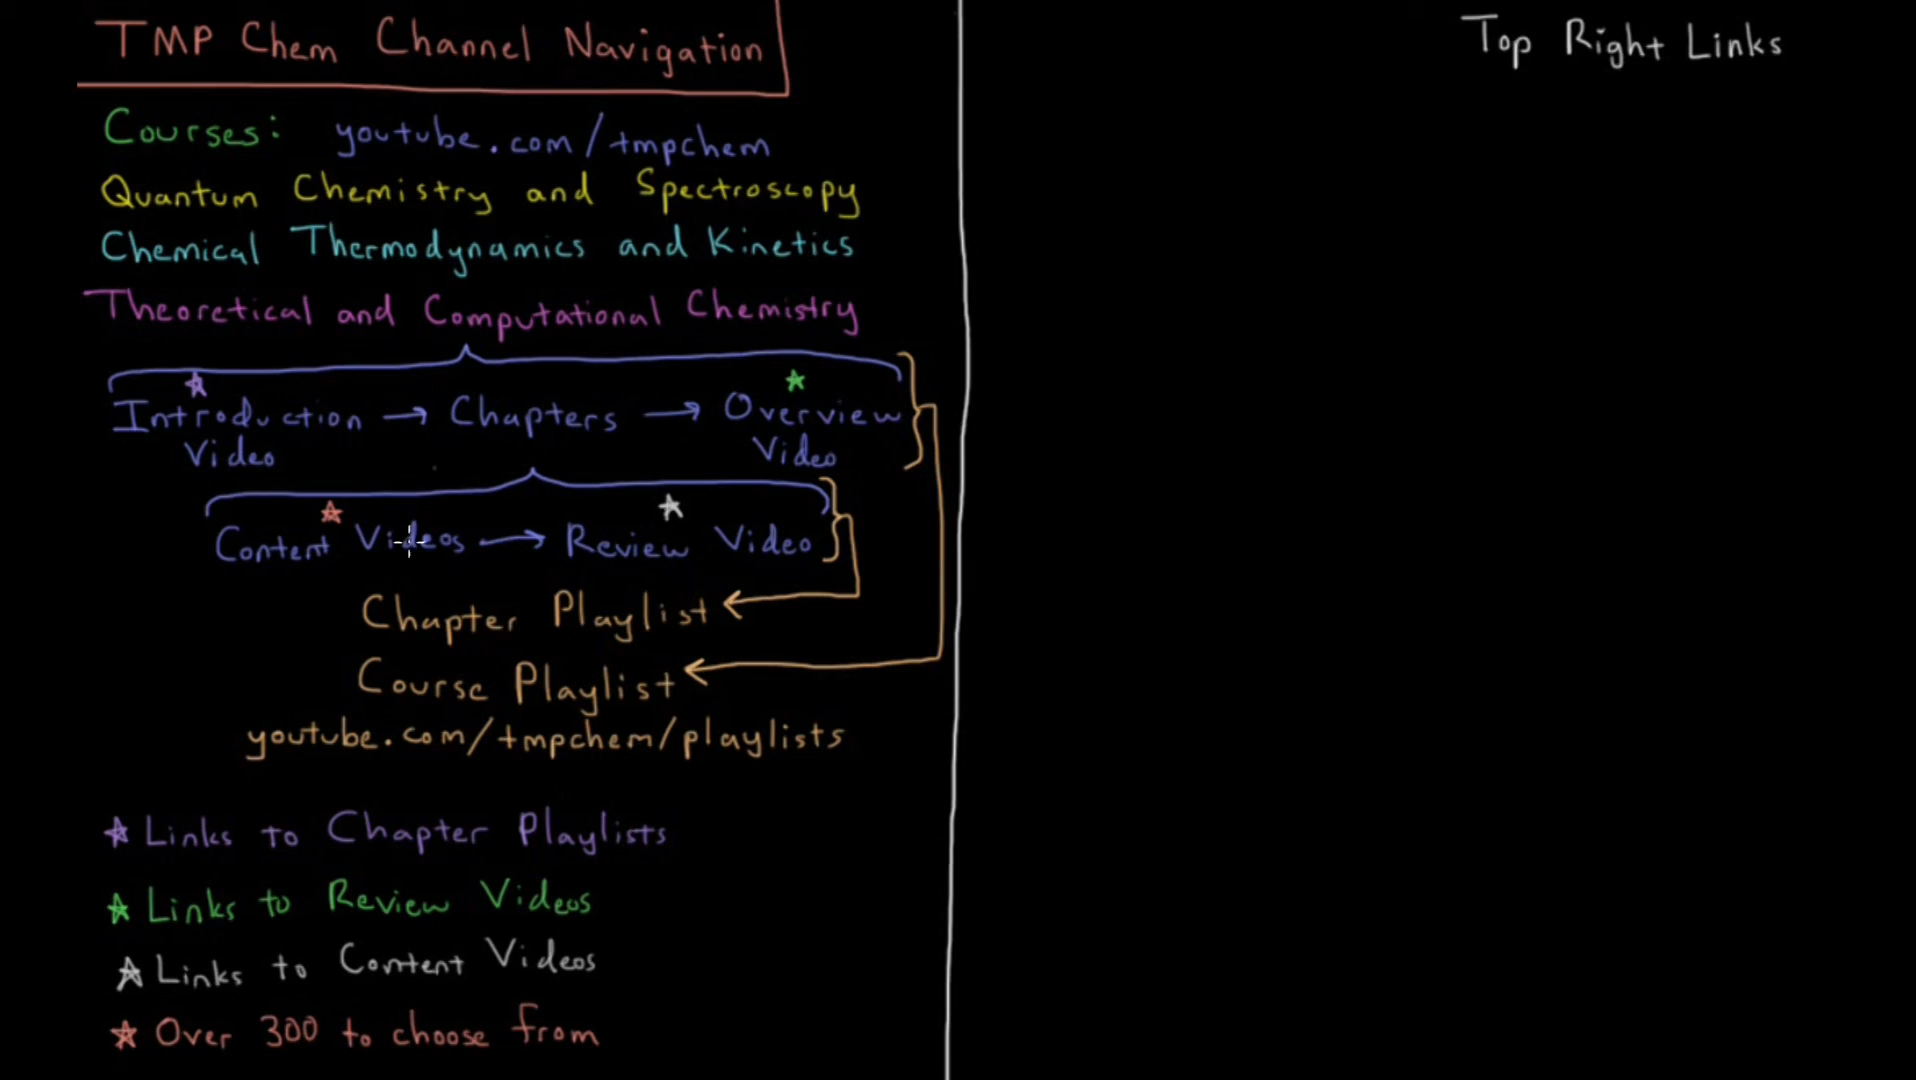 TMP Chem Channel Navigation
Courses: youtube.com/tmpchem
Quantum Chemistry and Spectroscopy
Chemical Thermodynamics and Kinetics
Theoretical and Computational Chemistry
Introduction Video → Chapters → Overview Video
Content Videos → Review Video
Chapter Playlist
Course Playlist
youtube.com/tmpchem/playlists
☆ Links to Chapter Playlists
☆ Links to Review Videos
☆ Links to Content Videos
☆ Over 300 to choose from
Top Right Links